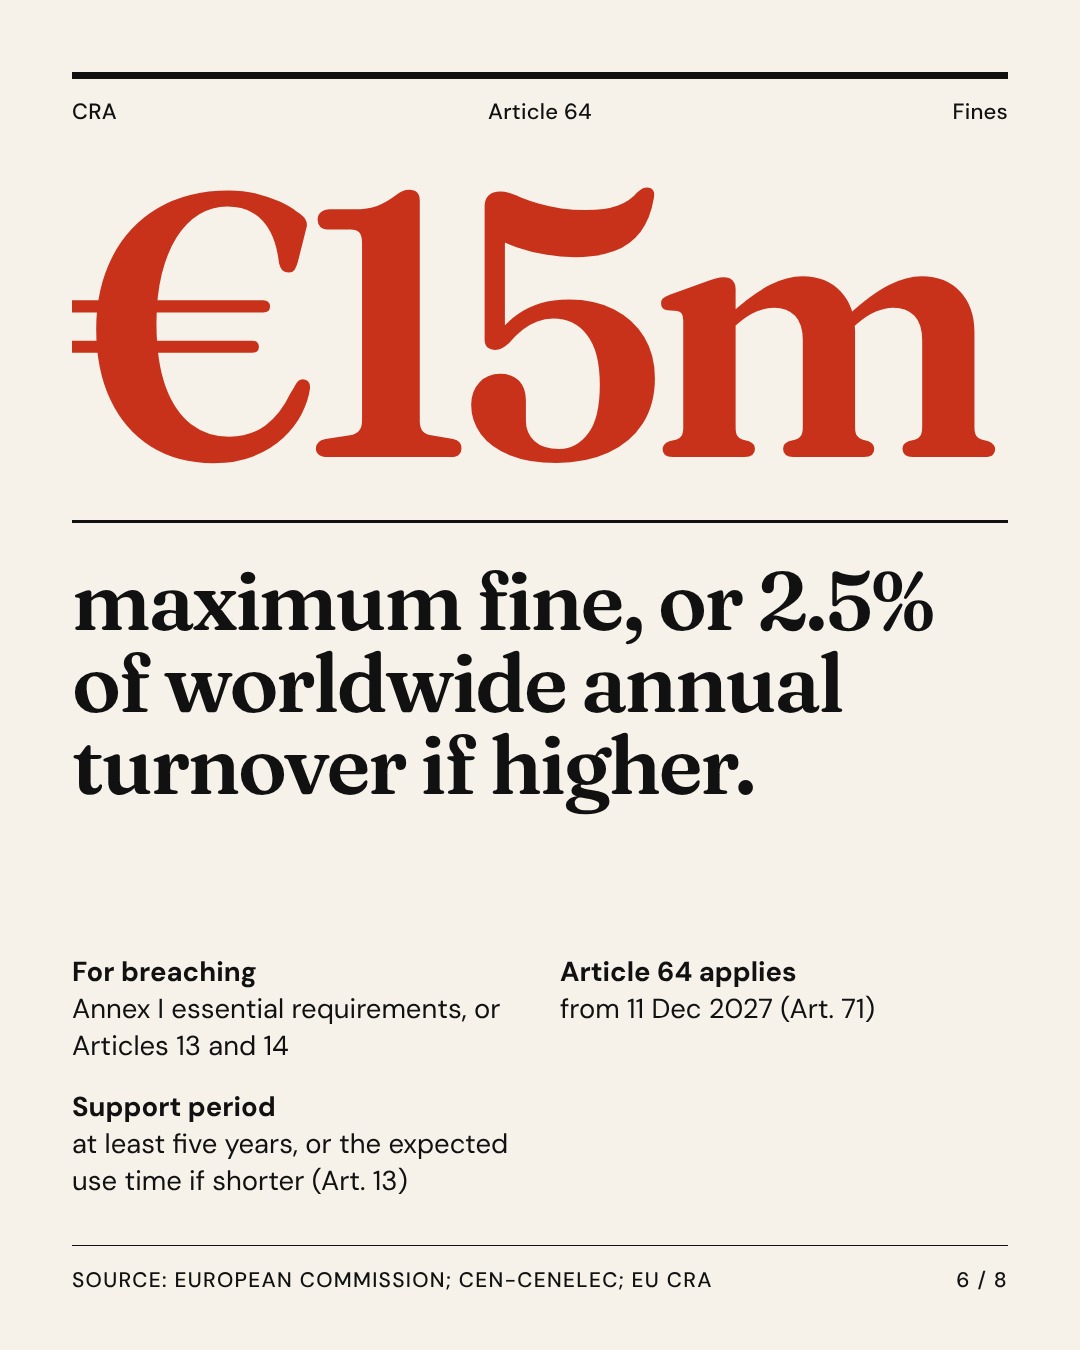 CRA
Article 64
Fines
€15m
maximum fine, or 2.5%
of worldwide annual
turnover if higher.
For breaching
Annex I essential requirements, or
Articles 13 and 14
Article 64 applies
from 11 Dec 2027 (Art. 71)
Support period
at least five years, or the expected
use time if shorter (Art. 13)
SOURCE: EUROPEAN COMMISSION; CEN-CENELEC; EU CRA
6 / 8